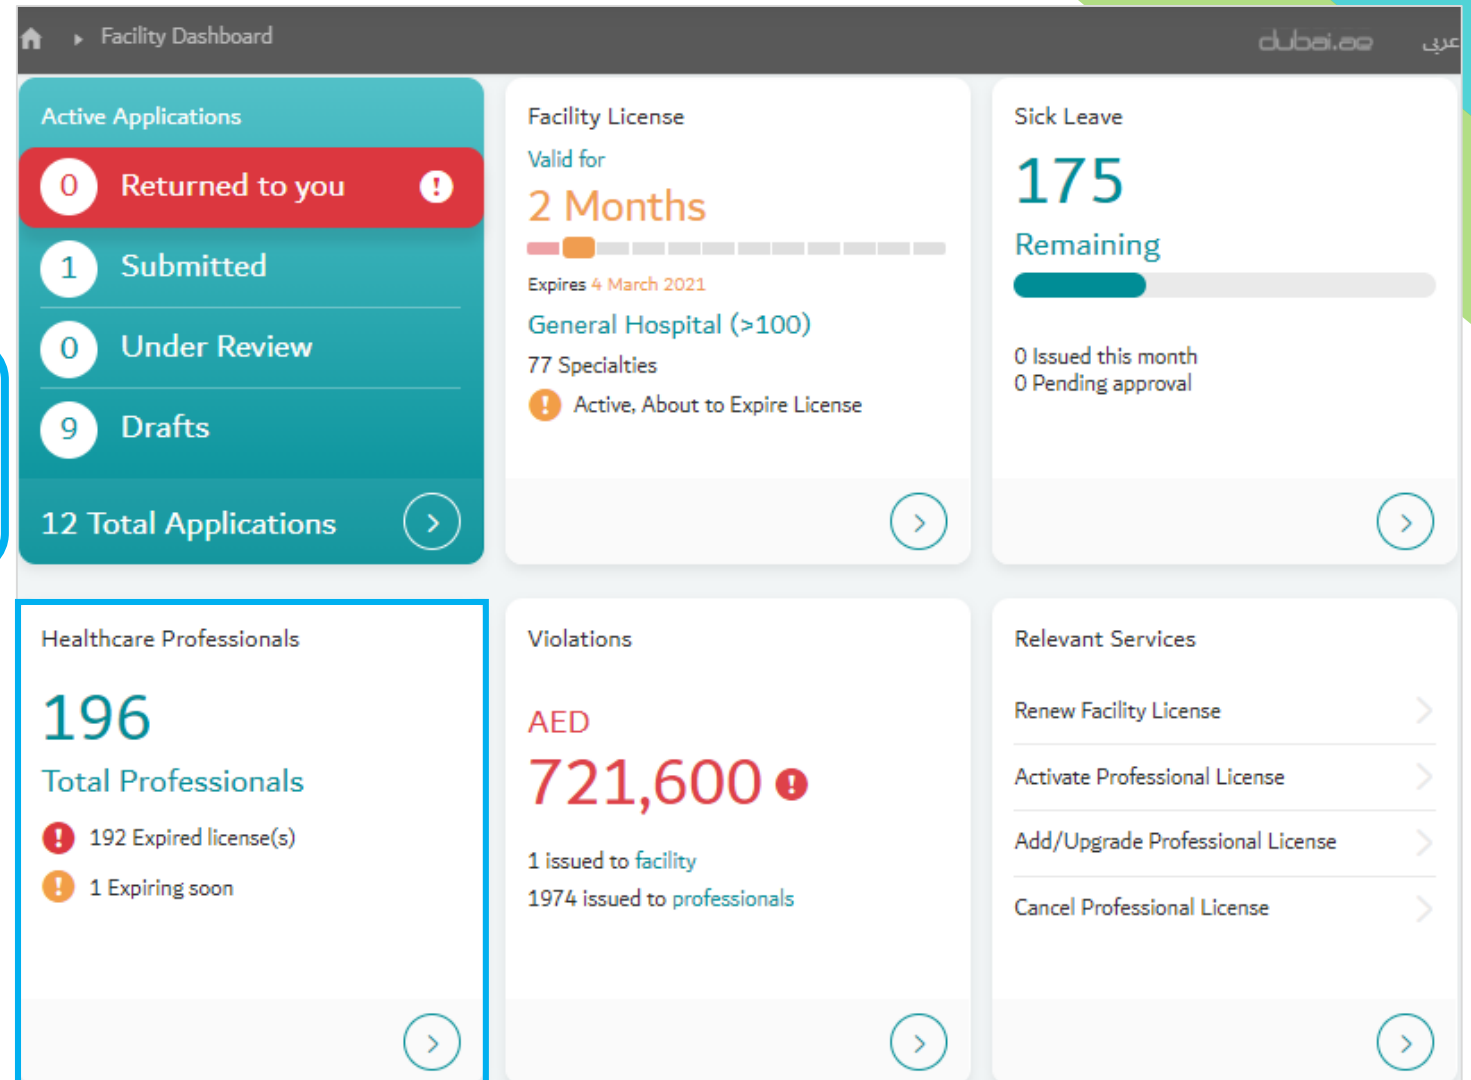 Facility Dashboard
dubai.ae
عربي
Active Applications
0 Returned to you !
1 Submitted
0 Under Review
9 Drafts
12 Total Applications
Facility License
Valid for
2 Months
Expires 4 March 2021
General Hospital (>100)
77 Specialties
! Active, About to Expire License
Sick Leave
175
Remaining
0 Issued this month
0 Pending approval
Healthcare Professionals
196
Total Professionals
! 192 Expired license(s)
! 1 Expiring soon
Violations
AED
721,600 !
1 issued to facility
1974 issued to professionals
Relevant Services
Renew Facility License
Activate Professional License
Add/Upgrade Professional License
Cancel Professional License